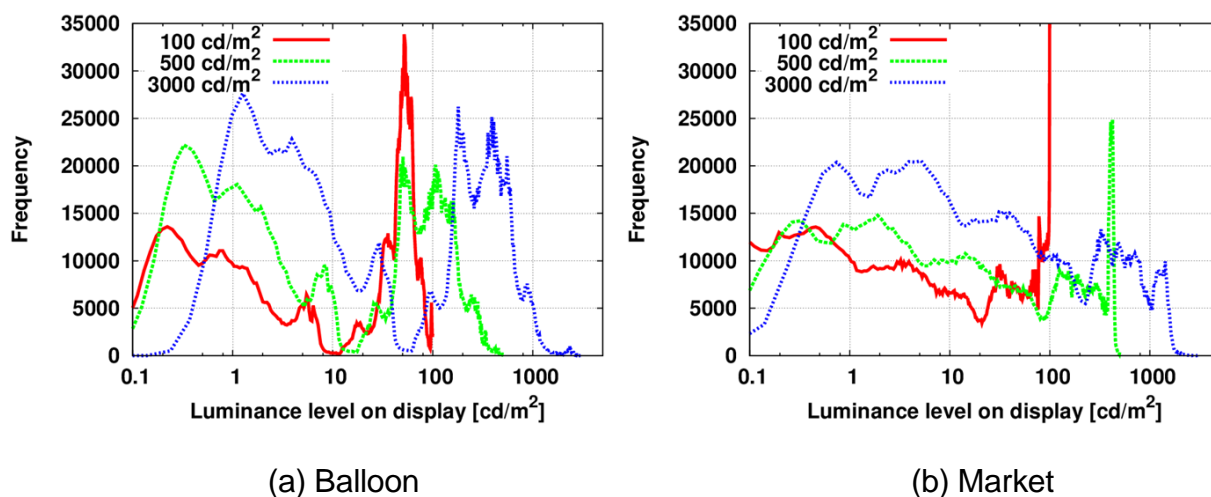 35000
30000
25000
20000
15000
10000
5000
0
Frequency
100 cd/m²
500 cd/m²
3000 cd/m²
0.1 1 10 100 1000
Luminance level on display [cd/m²]
(a) Balloon
35000
30000
25000
20000
15000
10000
5000
0
Frequency
100 cd/m²
500 cd/m²
3000 cd/m²
0.1 1 10 100 1000
Luminance level on display [cd/m²]
(b) Market